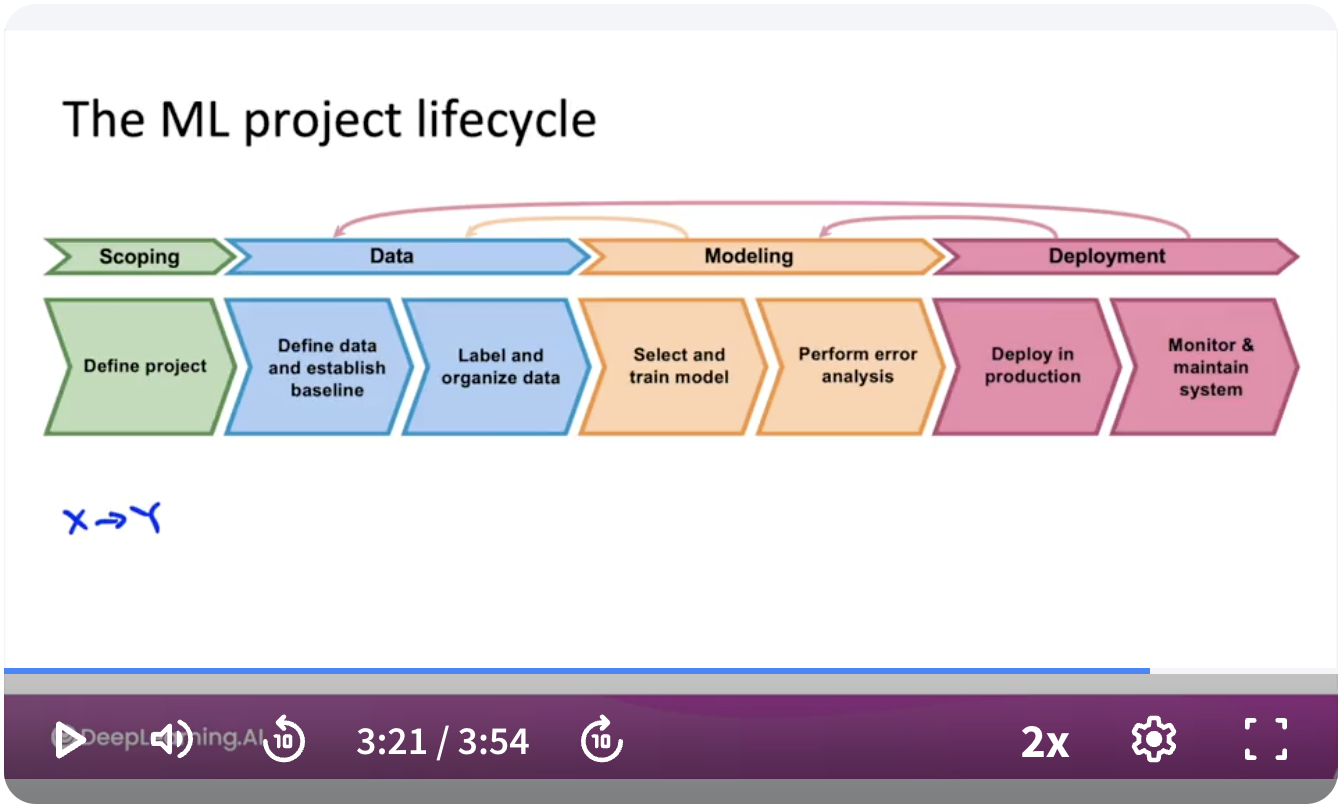 The ML project lifecycle
Scoping
Data
Modeling
Deployment
Define project
Define data
and establish
baseline
Label and
organize data
Select and
train model
Perform error
analysis
Deploy in
production
Monitor &
maintain
system
X→Y
DeepLearning.AI
10
3:21 / 3:54
10
2x